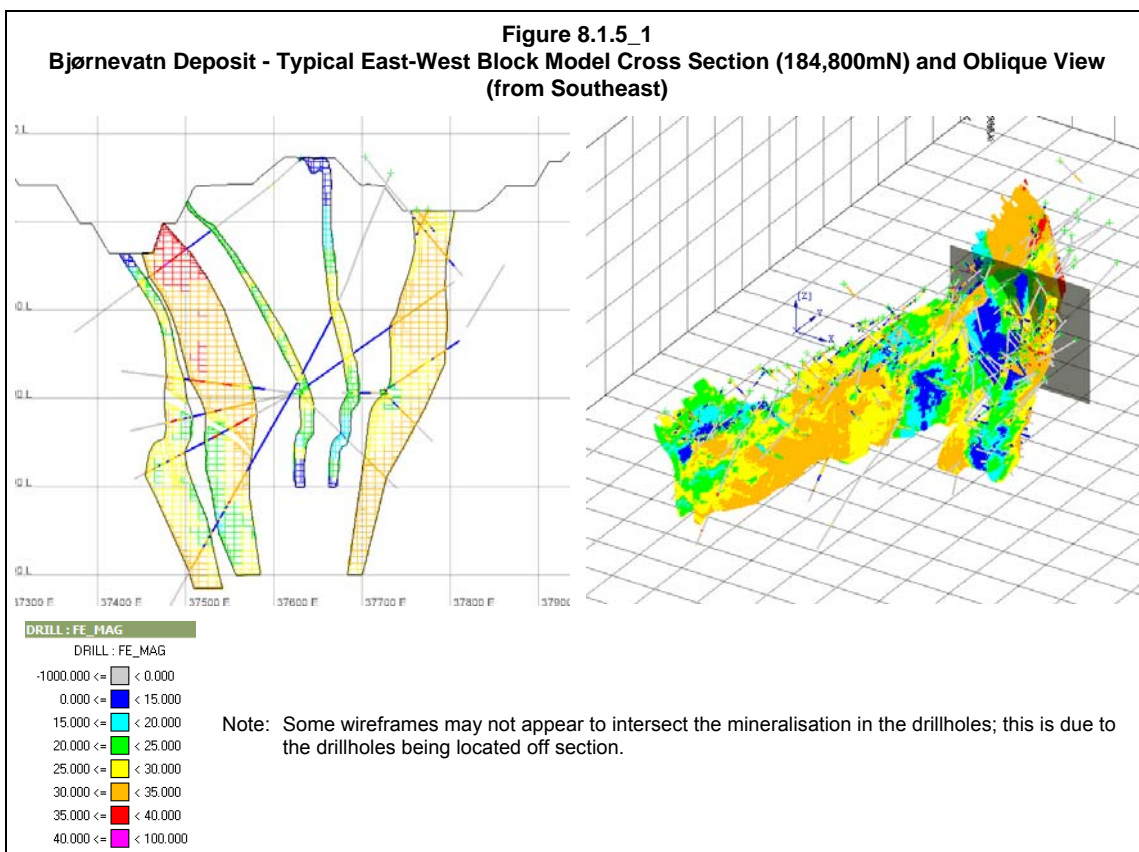 Figure 8.1.5_1
Bjørnevatn Deposit - Typical East-West Block Model Cross Section (184,800mN) and Oblique View
(from Southeast)
[Z]
Y
X
37400 E
37500 E
37600 E
37700 E
37800 E
DRILL : FE_MAG
DRILL : FE_MAG
-1000.000 <= < 0.000
0.000 <= < 15.000
15.000 <= < 20.000
20.000 <= < 25.000
25.000 <= < 30.000
30.000 <= < 35.000
35.000 <= < 40.000
40.000 <= < 100.000
Note: Some wireframes may not appear to intersect the mineralisation in the drillholes; this is due to
the drillholes being located off section.